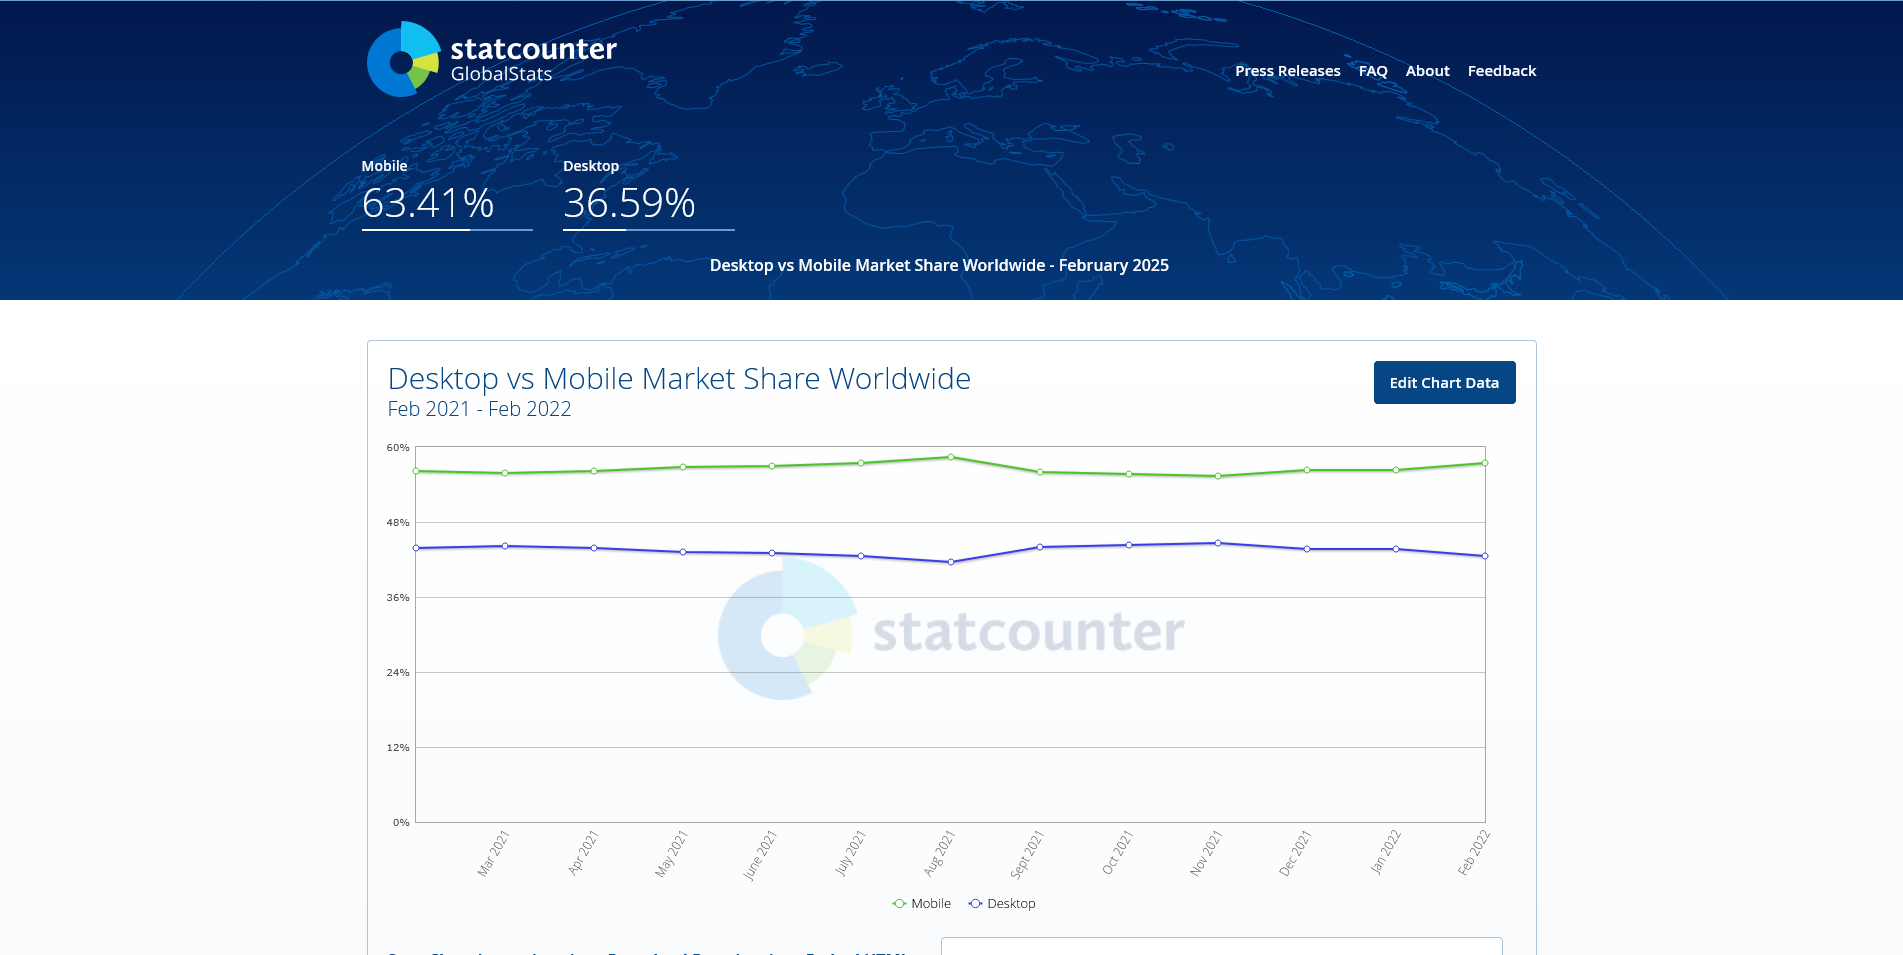 statcounter
GlobalStats
Press Releases FAQ About Feedback
Mobile Desktop
63.41% 36.59%
Desktop vs Mobile Market Share Worldwide - February 2025
Desktop vs Mobile Market Share Worldwide
Feb 2021 - Feb 2022
Edit Chart Data
60%
48%
36%
24%
12%
0%
statcounter
Mar 2021 Apr 2021 May 2021 June 2021 July 2021 Aug 2021 Sept 2021 Oct 2021 Nov 2021 Dec 2021 Jan 2022 Feb 2022
Mobile Desktop